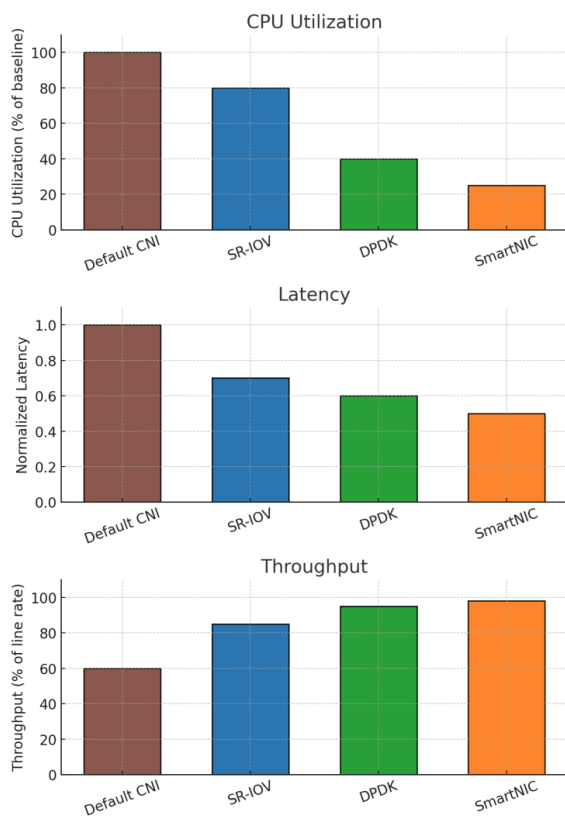 CPU Utilization
CPU Utilization (% of baseline)
100
80
60
40
20
0
Default CNI
SR-IOV
DPDK
SmartNIC
Latency
Normalized Latency
1.0
0.8
0.6
0.4
0.2
0.0
Default CNI
SR-IOV
DPDK
SmartNIC
Throughput
Throughput (% of line rate)
100
80
60
40
20
0
Default CNI
SR-IOV
DPDK
SmartNIC